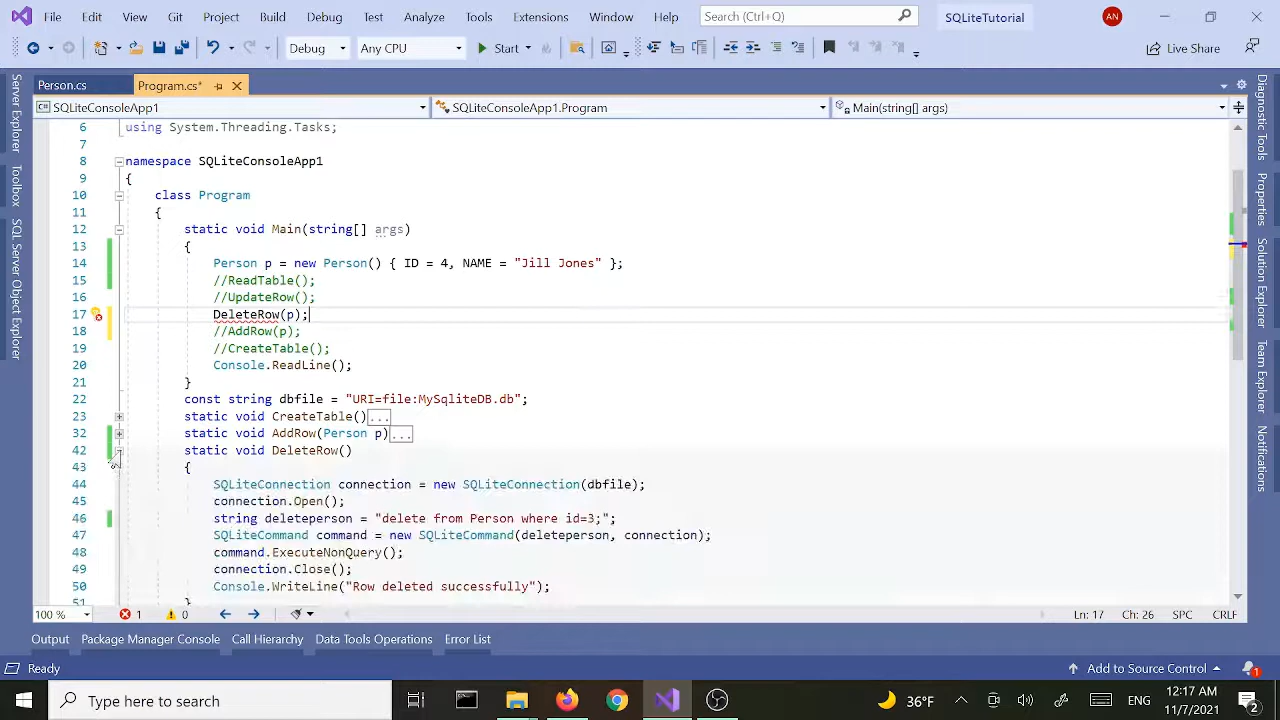 File Edit View Git Project Build Debug Test Analyze Tools Extensions Window Help Search (Ctrl+Q) SQLiteTutorial AN
Debug Any CPU Start Live Share
Person.cs Program.cs*
SQLiteConsoleApp1 SQLiteConsoleApp1.Program Main(string[] args)
6 using System.Threading.Tasks;
7
8 namespace SQLiteConsoleApp1
9 {
10 class Program
11 {
12 static void Main(string[] args)
13 {
14 Person p = new Person() { ID = 4, NAME = "Jill Jones" };
15 //ReadTable();
16 //UpdateRow();
17 DeleteRow(p);
18 //AddRow(p);
19 //CreateTable();
20 Console.ReadLine();
21 }
22 const string dbfile = "URI=file:MySqliteDB.db";
23 static void CreateTable()...
32 static void AddRow(Person p)...
42 static void DeleteRow()
43 {
44 SQLiteConnection connection = new SQLiteConnection(dbfile);
45 connection.Open();
46 string deleteperson = "delete from Person where id=3;";
47 SQLiteCommand command = new SQLiteCommand(deleteperson, connection);
48 command.ExecuteNonQuery();
49 connection.Close();
50 Console.WriteLine("Row deleted successfully");
51 }
Server Explorer
Toolbox
SQL Server Object Explorer
Diagnostic Tools
Properties
Solution Explorer
Team Explorer
Notifications
100 % 1 0 Ln: 17 Ch: 26 SPC CRLF
Output Package Manager Console Call Hierarchy Data Tools Operations Error List
Ready Add to Source Control 1
Type here to search 36°F ENG
2:17 AM
11/7/2021 2